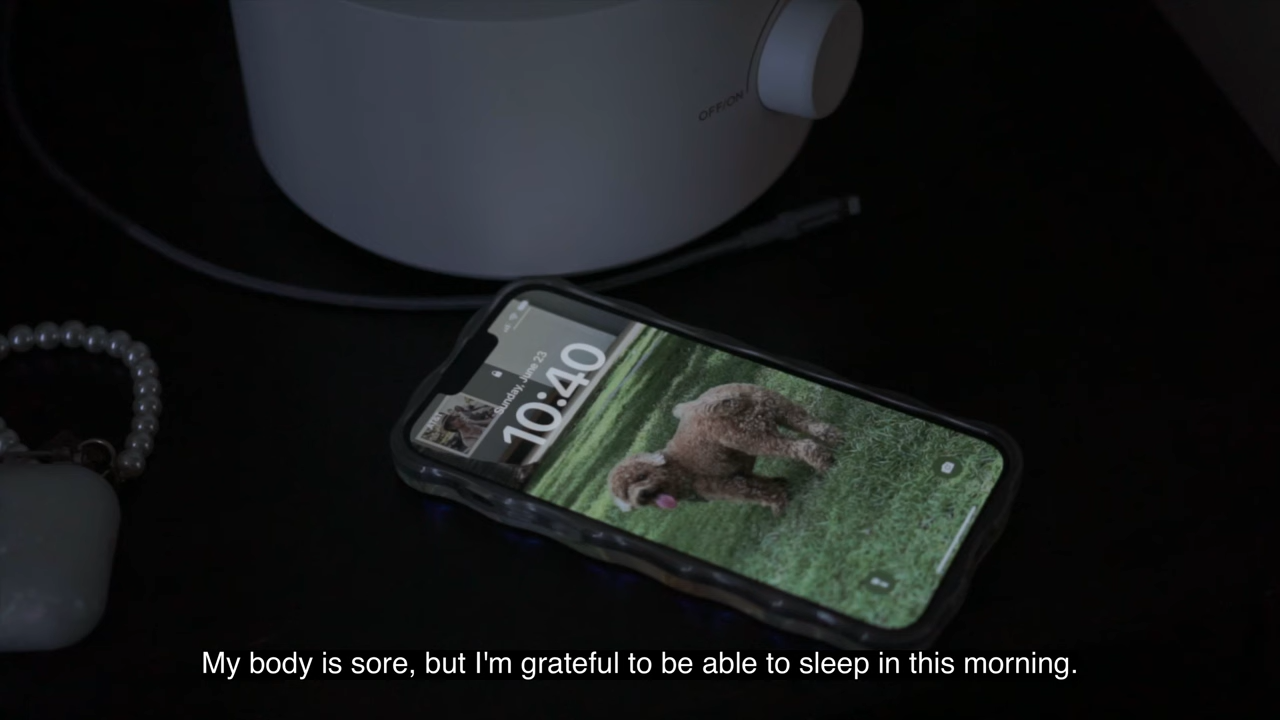 OFF/ON
Sunday, June 23
10:40
My body is sore, but I'm grateful to be able to sleep in this morning.